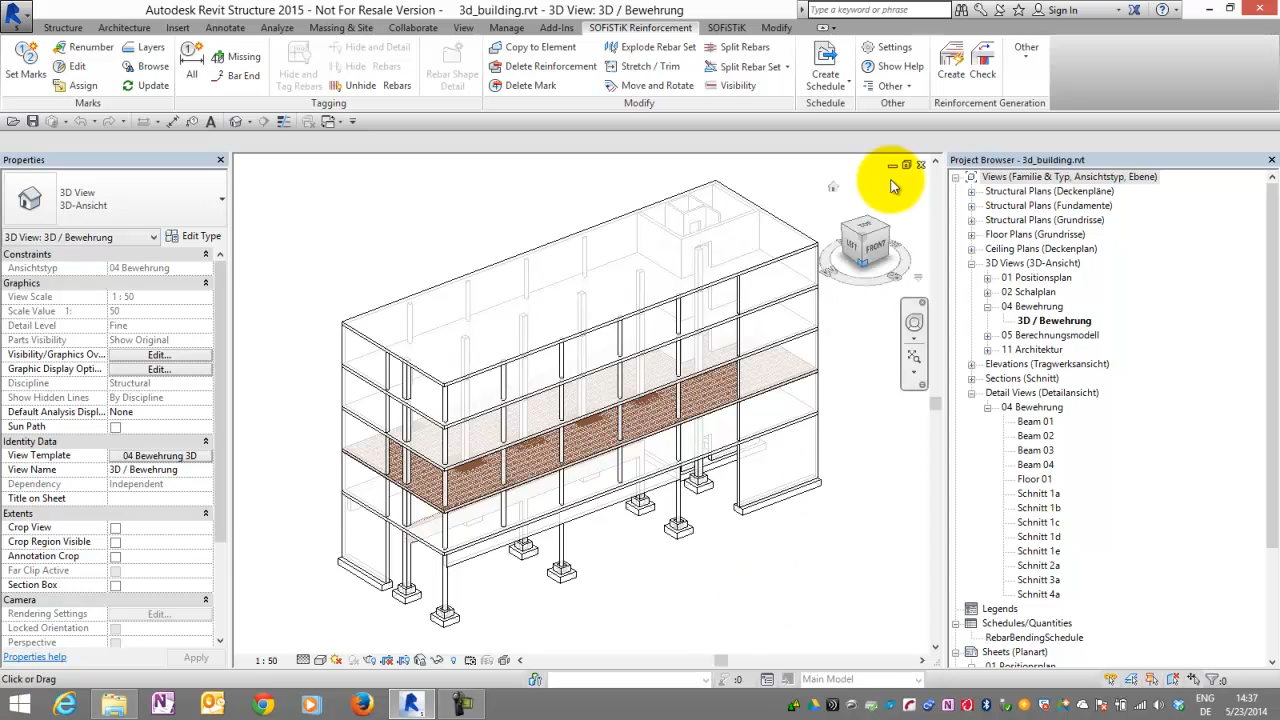 Autodesk Revit Structure 2015 - Not For Resale Version - 3d_building.rvt - 3D View: 3D / Bewehrung
Type a keyword or phrase
Sign In
Structure Architecture Insert Annotate Analyze Massing & Site Collaborate View Manage Add-Ins SOFiSTiK Reinforcement SOFiSTiK Modify
Set Marks
Renumber
Edit
Assign
Layers
Browse
Update
Marks
All
Missing
Bar End
Hide and Tag Rebars
Hide and Detail
Hide Rebars
Unhide Rebars
Tagging
Rebar Shape Detail
Copy to Element
Delete Reinforcement
Delete Mark
Explode Rebar Set
Stretch / Trim
Move and Rotate
Split Rebars
Split Rebar Set
Visibility
Modify
Create Schedule
Schedule
Settings
Show Help
Other
Other
Create
Check
Other
Reinforcement Generation
Properties
3D View
3D-Ansicht
3D View: 3D / Bewehrung
Edit Type
Constraints
Ansichtstyp 04 Bewehrung
Graphics
View Scale 1 : 50
Scale Value 1: 50
Detail Level Fine
Parts Visibility Show Original
Visibility/Graphics Ov... Edit...
Graphic Display Opti... Edit...
Discipline Structural
Show Hidden Lines By Discipline
Default Analysis Displ... None
Sun Path
Identity Data
View Template 04 Bewehrung 3D
View Name 3D / Bewehrung
Dependency Independent
Title on Sheet
Extents
Crop View
Crop Region Visible
Annotation Crop
Far Clip Active
Section Box
Camera
Rendering Settings Edit...
Locked Orientation
Perspective
Properties help
Apply
TOP
LEFT
FRONT
1 : 50
Project Browser - 3d_building.rvt
Views (Familie & Typ, Ansichtstyp, Ebene)
Structural Plans (Deckenpläne)
Structural Plans (Fundamente)
Structural Plans (Grundrisse)
Floor Plans (Grundrisse)
Ceiling Plans (Deckenplan)
3D Views (3D-Ansicht)
01 Positionsplan
02 Schalplan
04 Bewehrung
3D / Bewehrung
05 Berechnungsmodell
11 Architektur
Elevations (Tragwerksansicht)
Sections (Schnitt)
Detail Views (Detailansicht)
04 Bewehrung
Beam 01
Beam 02
Beam 03
Beam 04
Floor 01
Schnitt 1a
Schnitt 1b
Schnitt 1c
Schnitt 1d
Schnitt 1e
Schnitt 2a
Schnitt 3a
Schnitt 4a
Legends
Schedules/Quantities
RebarBendingSchedule
Sheets (Planart)
01 Positionsplan
Click or Drag
:0
Main Model
:0
ENG
DE
14:37
5/23/2014